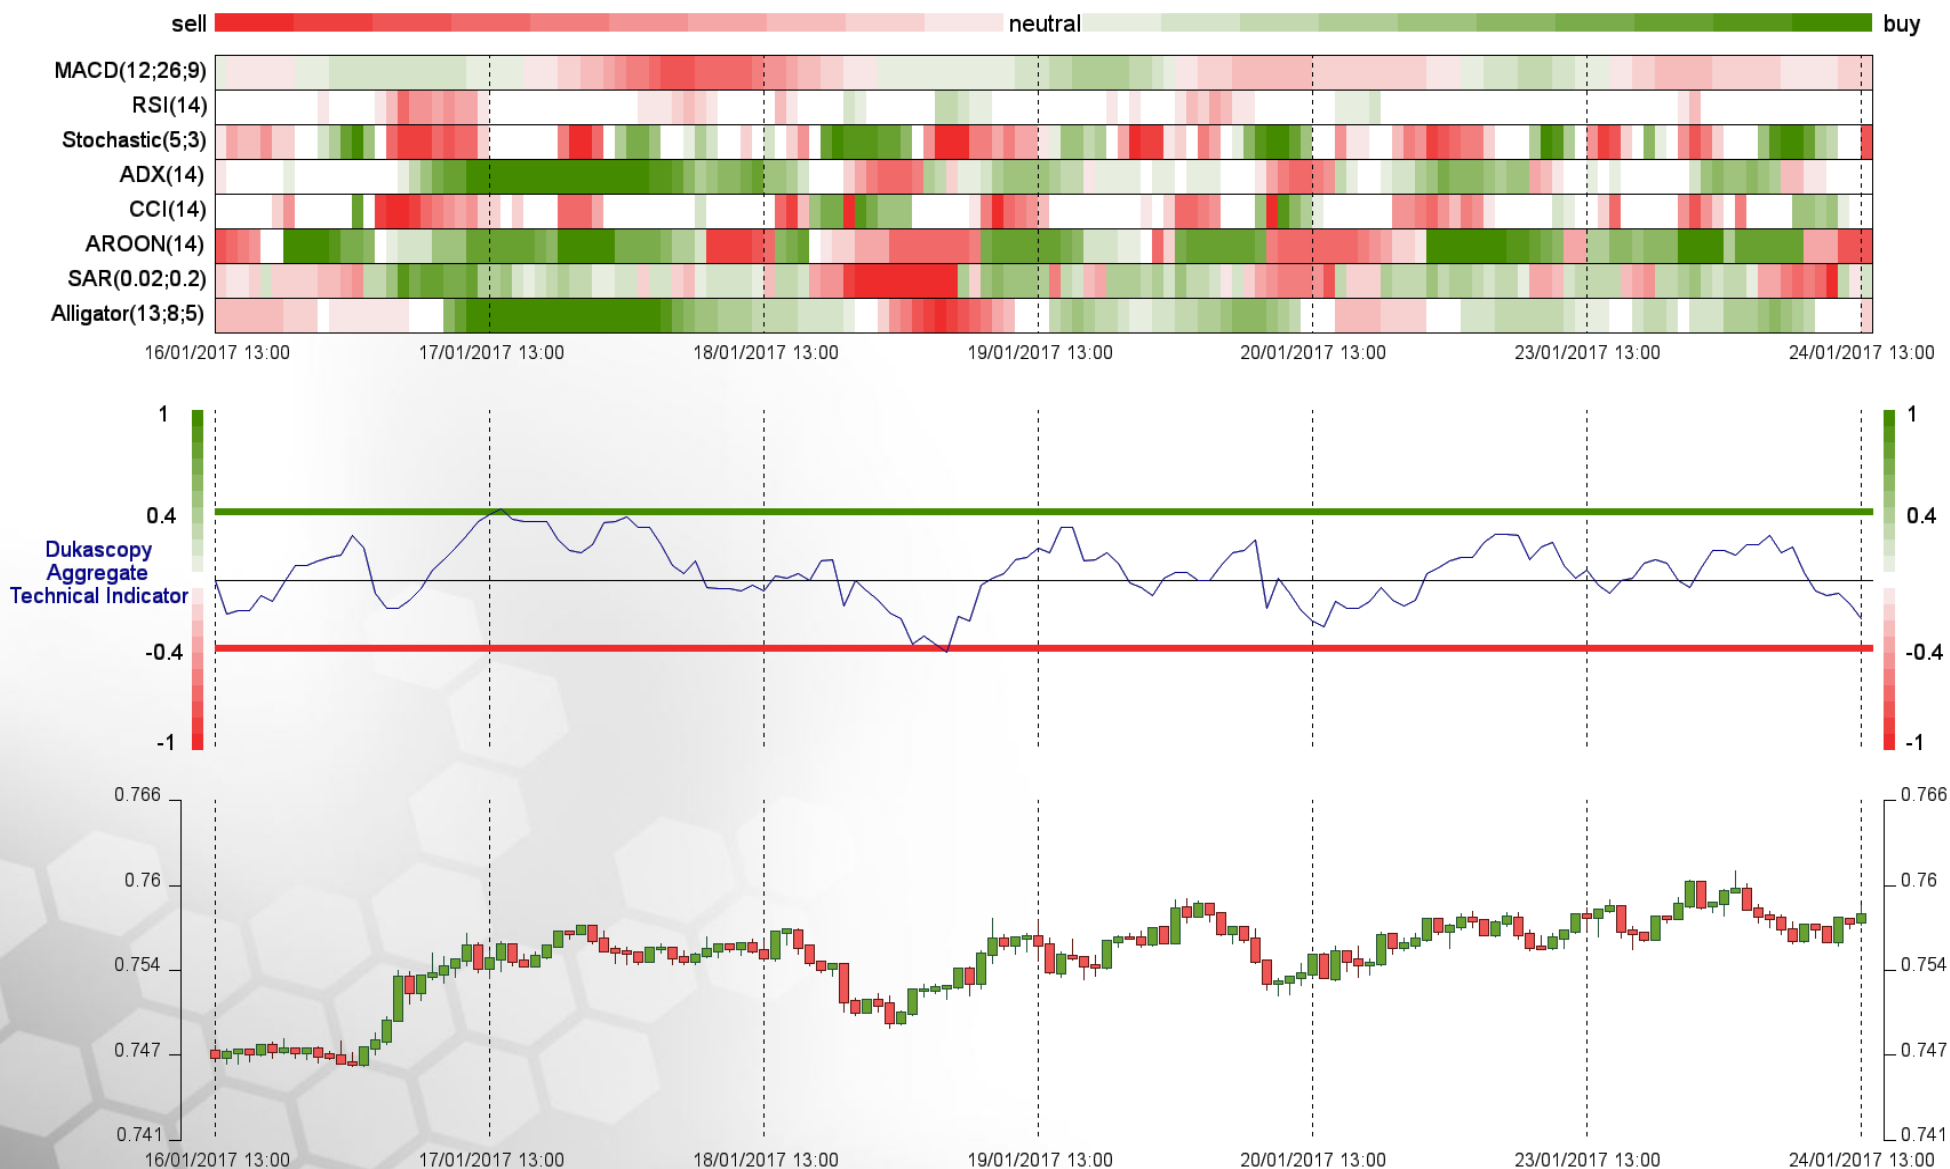 sell neutral buy
MACD(12;26;9)
RSI(14)
Stochastic(5;3)
ADX(14)
CCI(14)
AROON(14)
SAR(0.02;0.2)
Alligator(13;8;5)
16/01/2017 13:00 17/01/2017 13:00 18/01/2017 13:00 19/01/2017 13:00 20/01/2017 13:00 23/01/2017 13:00 24/01/2017 13:00
1 1
0.4 0.4
Dukascopy
Aggregate
Technical Indicator
-0.4 -0.4
-1 -1
0.766 0.766
0.76 0.76
0.754 0.754
0.747 0.747
0.741 0.741
16/01/2017 13:00 17/01/2017 13:00 18/01/2017 13:00 19/01/2017 13:00 20/01/2017 13:00 23/01/2017 13:00 24/01/2017 13:00